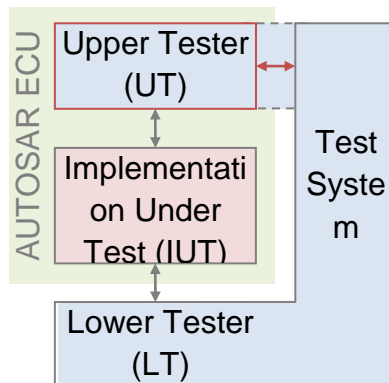 AUTOSAR ECU
Upper Tester
(UT)
Implementati
on Under
Test (IUT)
Test
Syste
m
Lower Tester
(LT)